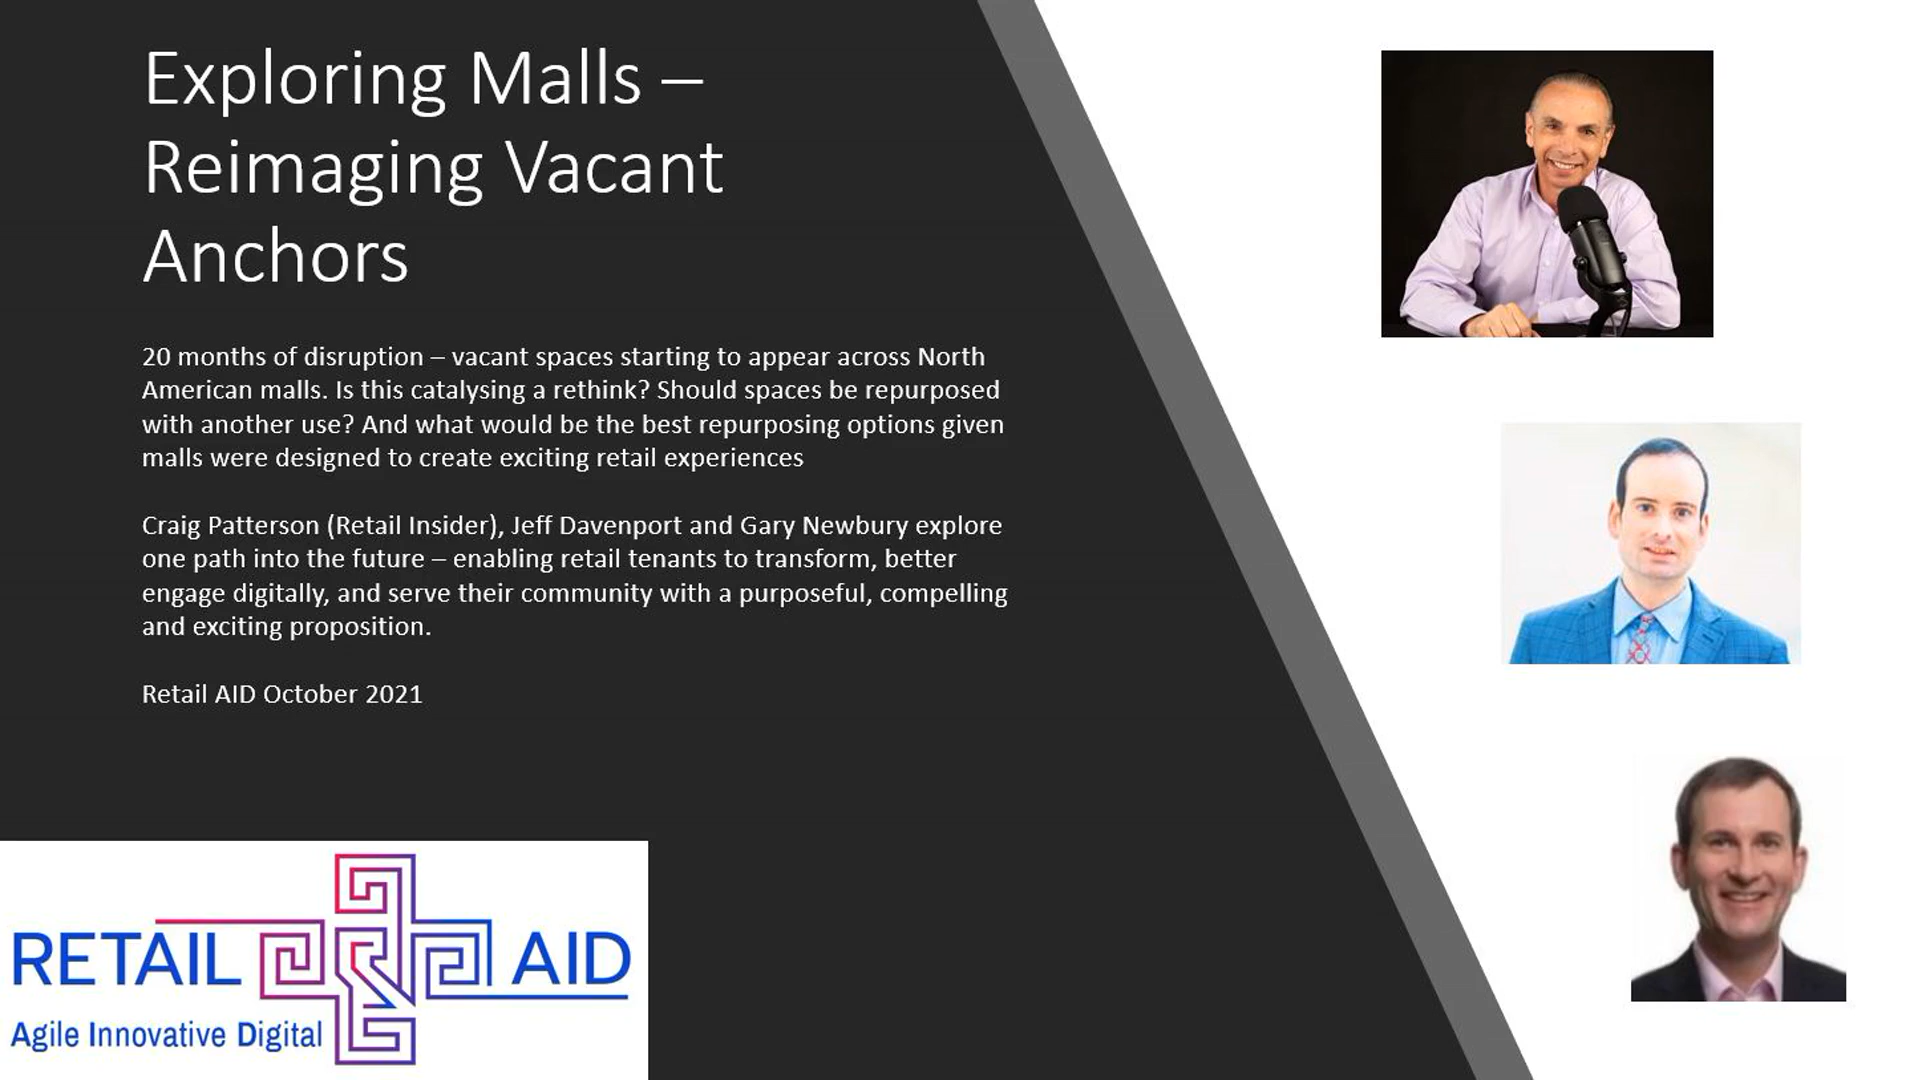 Exploring Malls –
Reimaging Vacant
Anchors
20 months of disruption – vacant spaces starting to appear across North
American malls. Is this catalysing a rethink? Should spaces be repurposed
with another use? And what would be the best repurposing options given
malls were designed to create exciting retail experiences
Craig Patterson (Retail Insider), Jeff Davenport and Gary Newbury explore
one path into the future – enabling retail tenants to transform, better
engage digitally, and serve their community with a purposeful, compelling
and exciting proposition.
Retail AID October 2021
RETAIL AID
Agile Innovative Digital